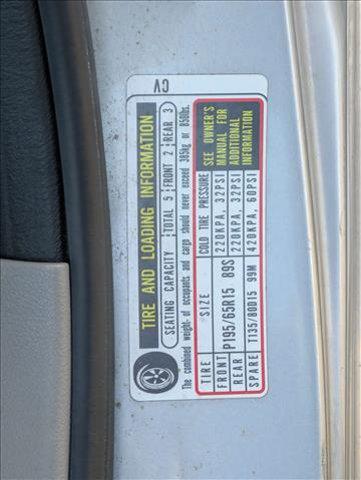 TIRE AND LOADING INFORMATION
SEATING CAPACITY TOTAL 5 FRONT 2 REAR 3
The combined weight of occupants and cargo should never exceed 385kg or 850lbs.
TIRE SIZE COLD TIRE PRESSURE SEE OWNER'S MANUAL FOR ADDITIONAL INFORMATION
FRONT P195/65R15 89S 220KPA, 32PSI
REAR 220KPA, 32PSI
SPARE T135/80D15 99M 420KPA, 60PSI
CV